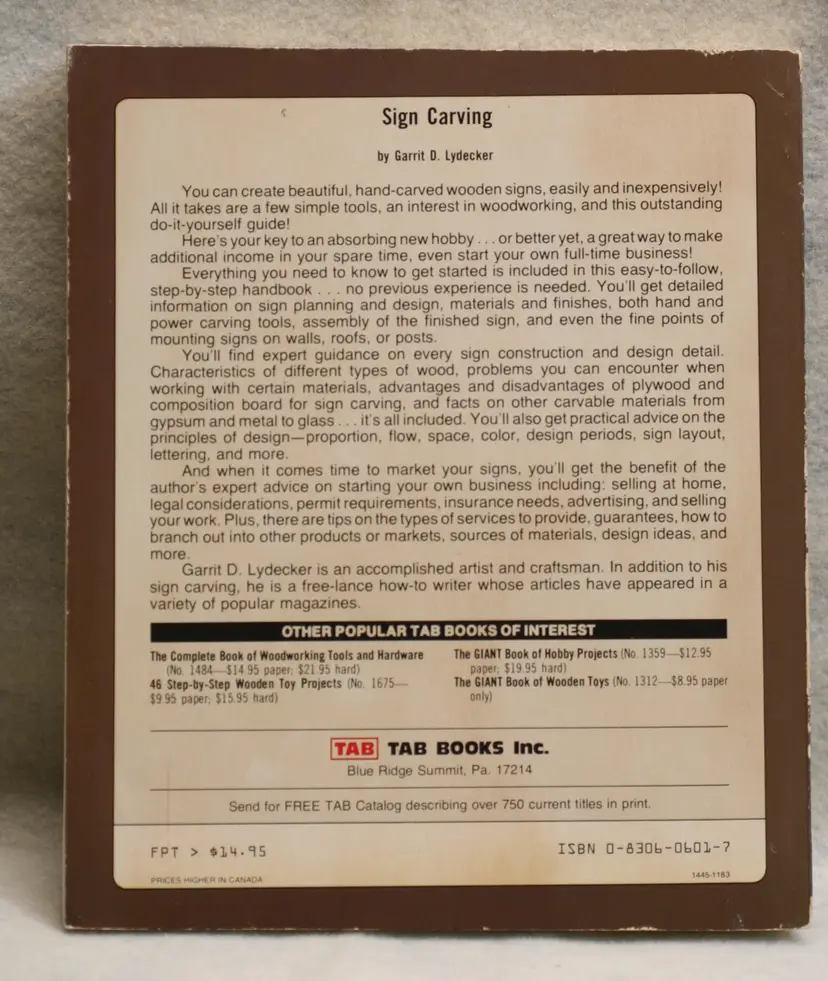 Sign Carving
by Garrit D. Lydecker
You can create beautiful, hand-carved wooden signs, easily and inexpensively!
All it takes are a few simple tools, an interest in woodworking, and this outstanding
do-it-yourself guide!
Here's your key to an absorbing new hobby . . . or better yet, a great way to make
additional income in your spare time, even start your own full-time business!
Everything you need to know to get started is included in this easy-to-follow,
step-by-step handbook . . . no previous experience is needed. You'll get detailed
information on sign planning and design, materials and finishes, both hand and
power carving tools, assembly of the finished sign, and even the fine points of
mounting signs on walls, roofs, or posts.
You'll find expert guidance on every sign construction and design detail.
Characteristics of different types of wood, problems you can encounter when
working with certain materials, advantages and disadvantages of plywood and
composition board for sign carving, and facts on other carvable materials from
gypsum and metal to glass . . . it's all included. You'll also get practical advice on the
principles of design—proportion, flow, space, color, design periods, sign layout,
lettering, and more.
And when it comes time to market your signs, you'll get the benefit of the
author's expert advice on starting your own business including: selling at home,
legal considerations, permit requirements, insurance needs, advertising, and selling
your work. Plus, there are tips on the types of services to provide, guarantees, how to
branch out into other products or markets, sources of materials, design ideas, and
more.
Garrit D. Lydecker is an accomplished artist and craftsman. In addition to his
sign carving, he is a free-lance how-to writer whose articles have appeared in a
variety of popular magazines.
OTHER POPULAR TAB BOOKS OF INTEREST
The Complete Book of Woodworking Tools and Hardware
(No. 1484—$14.95 paper; $21.95 hard)
46 Step-by-Step Wooden Toy Projects (No. 1675—
$9.95 paper; $15.95 hard)
The GIANT Book of Hobby Projects (No. 1359—$12.95
paper; $19.95 hard)
The GIANT Book of Wooden Toys (No. 1312—$8.95 paper
only)
TAB TAB BOOKS Inc.
Blue Ridge Summit, Pa. 17214
Send for FREE TAB Catalog describing over 750 current titles in print.
FPT > $14.95
ISBN 0-8306-0601-7
PRICES HIGHER IN CANADA
1445-1183